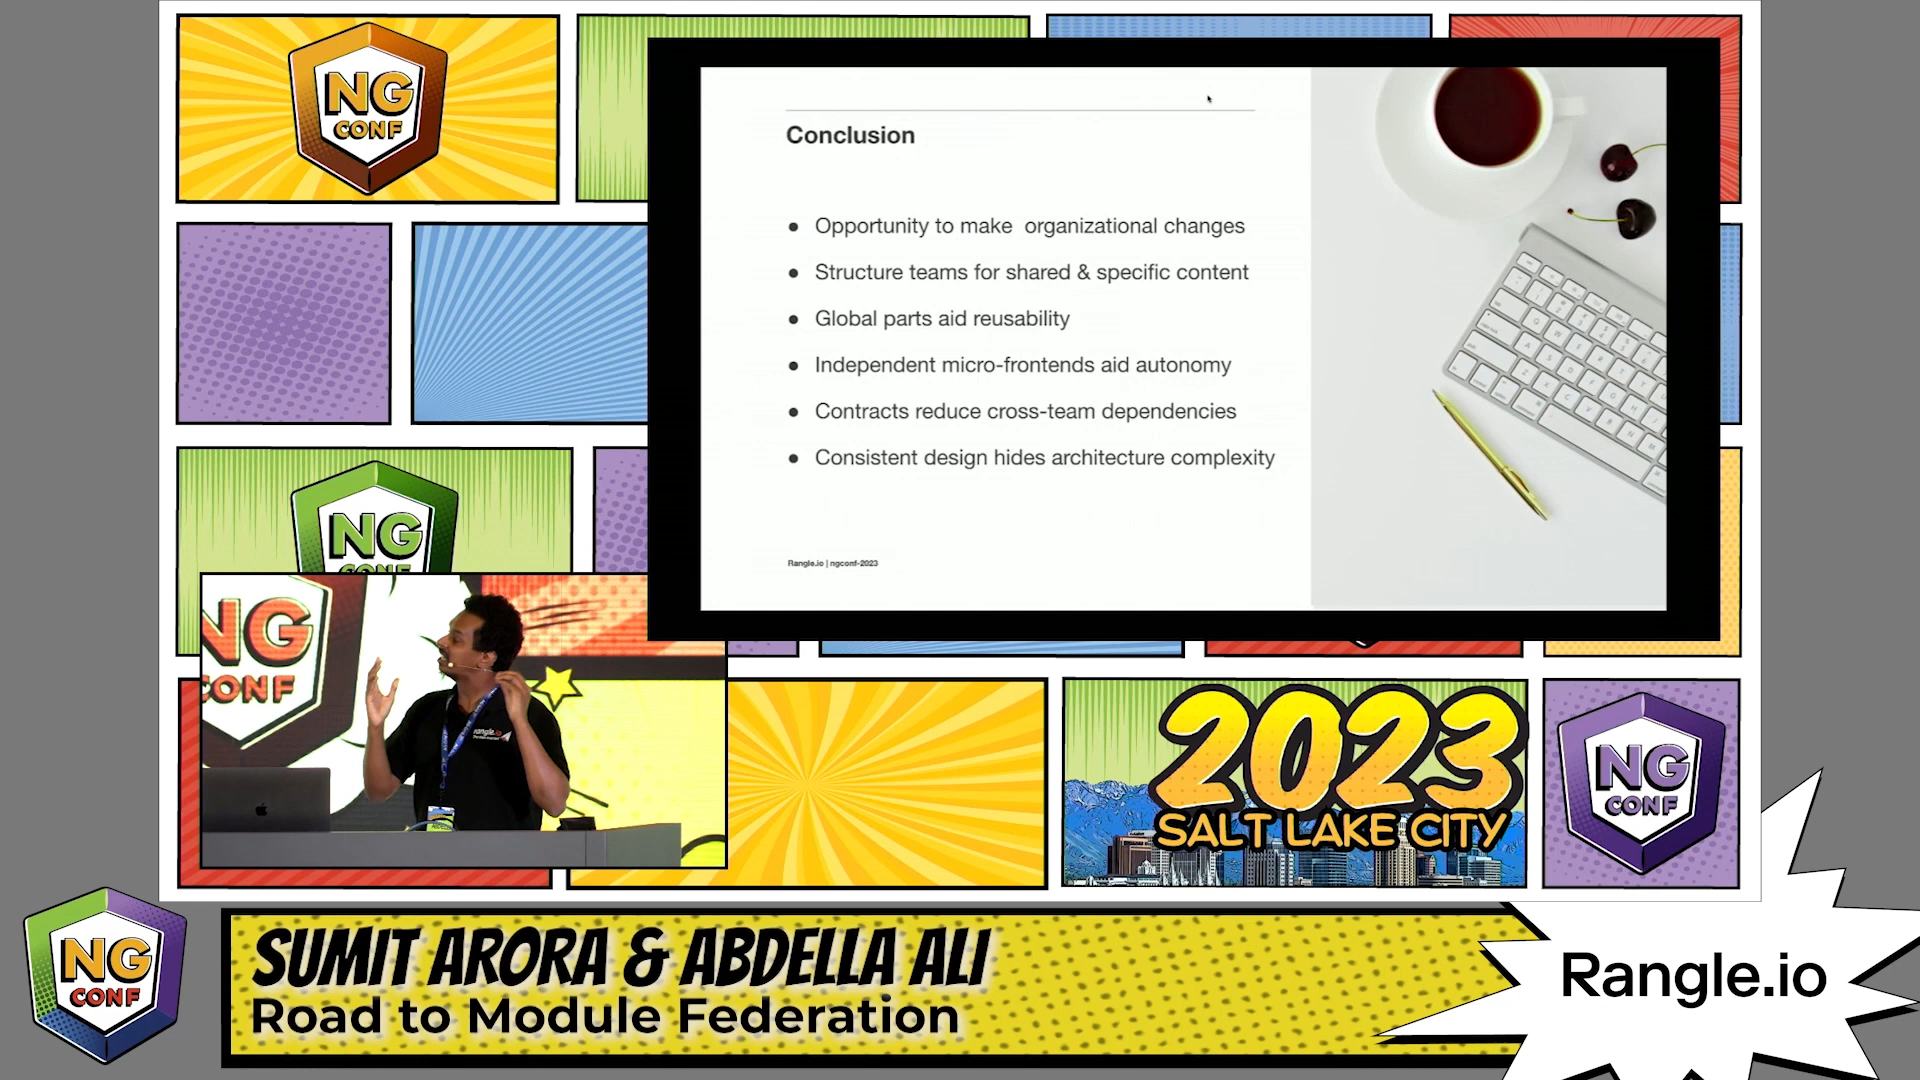 NG
CONF
Conclusion
● Opportunity to make  organizational changes
● Structure teams for shared & specific content
● Global parts aid reusability
● Independent micro-frontends aid autonomy
● Contracts reduce cross-team dependencies
● Consistent design hides architecture complexity
Rangle.io | ngconf-2023
NG
CONF
NG
CONF
rangle.io
2023
SALT LAKE CITY
NG
CONF
NG
CONF
SUMIT ARORA & ABDELLA ALI
Road to Module Federation
Rangle.io